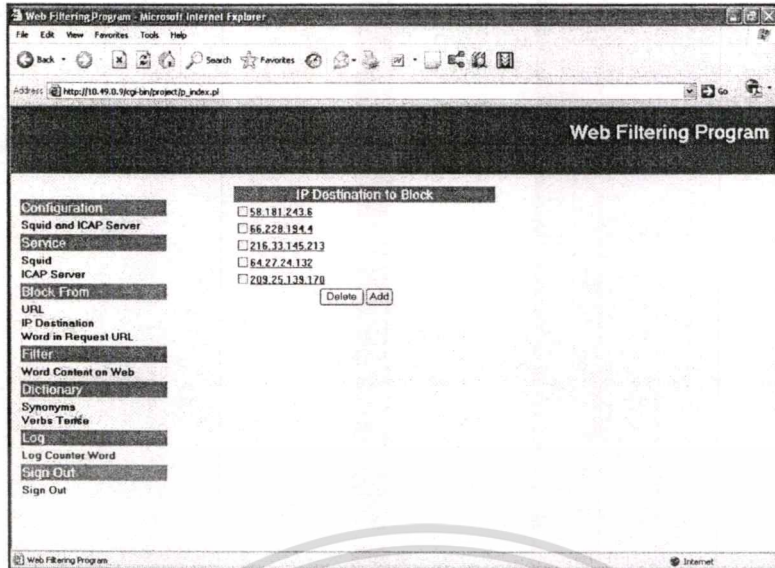 Web Filtering Program - Microsoft Internet Explorer
File Edit View Favorites Tools Help
Back Search Favorites
Address http://10.49.0.9/cgi-bin/project/p_index.pl Go
Web Filtering Program
IP Destination to Block
58.181.243.6
66.228.194.4
216.33.145.213
64.27.24.132
209.25.139.170
Delete Add
Configuration
Squid and ICAP Server
Service
Squid
ICAP Server
Block From
URL
IP Destination
Word in Request URL
Filter
Word Content on Web
Dictionary
Synonyms
Verbs Tense
Log
Log Counter Word
Sign Out
Sign Out
Web Filtering Program Internet